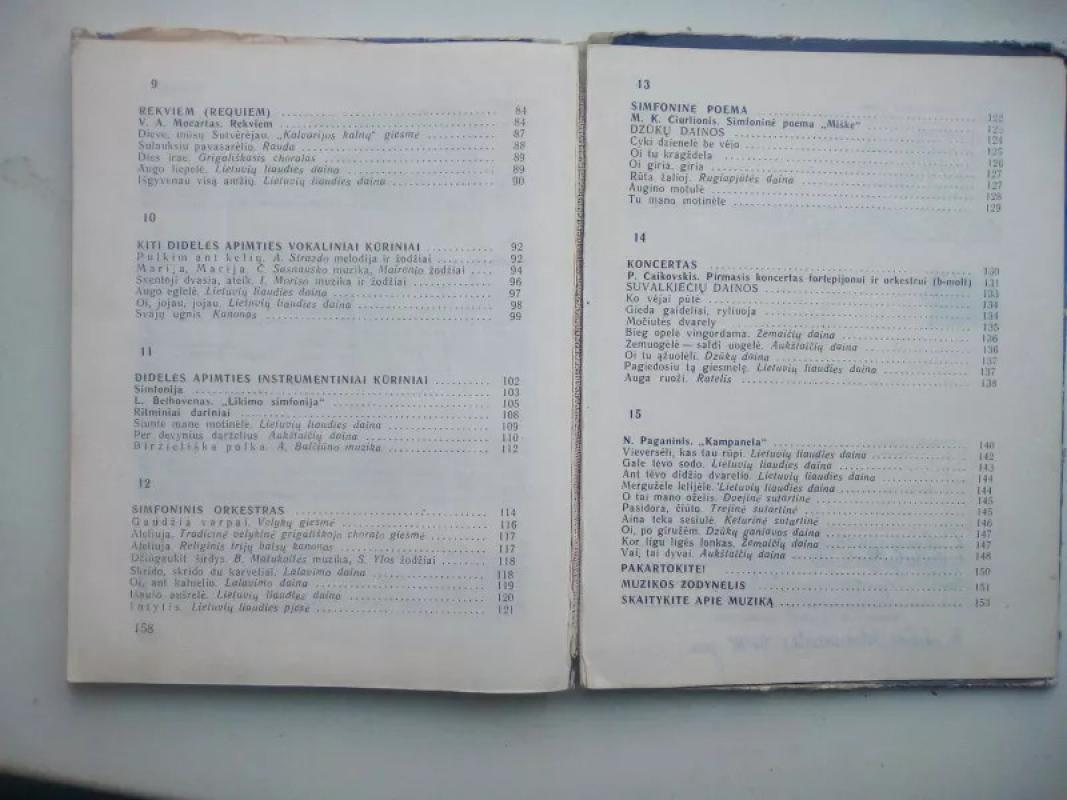 9
REKVIEM (REQUIEM) 84
V. A. Mocartas. Rekviem 84
Dieve, mūsų Sutvėrėjau. „Kalvarijos kalnų" giesmė 87
Sulauksiu pavasarėlio. Rauda 88
Dies irae. Grigališkasis choralas 89
Augo liepelė. Lietuvių liaudies daina 89
Išgyvenau visą amžių. Lietuvių liaudies daina 90
10
KITI DIDELĖS APIMTIES VOKALINIAI KŪRINIAI 92
Pulkim ant kelių. A. Strazdo melodija ir žodžiai 92
Marija, Marija. Č. Sasnausko muzika, Maironio žodžiai 94
Šventoji dvasia, ateik. I. Moriso muzika ir žodžiai 96
Augo eglelė. Lietuvių liaudies daina 97
Oi, jojau, jojau. Lietuvių liaudies daina 98
Svajų ugnis. Kanonas 99
11
DIDELĖS APIMTIES INSTRUMENTINIAI KŪRINIAI 102
Simfonija 103
L. Bethovenas. „Likimo simfonija" 105
Ritminiai dariniai 108
Siuntė mane motinėlė. Lietuvių liaudies daina 109
Per devynius darželius Aukštaičių daina 110
Biržietiška polka. A. Balčiūno muzika 112
12
SIMFONINIS ORKESTRAS 114
Gaudžia varpai. Velykų giesmė 116
Aleliuja. Tradicinė velykinė grigališkojo choralo giesmė 117
Aleliuja. Religinis trijų balsų kanonas 117
Džiūgaukit širdys. B. Matukaitės muzika, S. Ylos žodžiai 118
Skrido, skrido du karveliai. Lalavimo daina 118
Oi, ant kalnelio. Lalavimo daina 119
Išaušo aušrelė. Lietuvių liaudies daina 120
Intytis. Lietuvių liaudies pjesė 121
158
13
SIMFONINĖ POEMA 122
M. K. Čiurlionis. Simfoninė poema „Miške" 123
DZŪKŲ DAINOS 124
Cyki dzienelė be vėjo 125
Oi tu kragždela 126
Oi giria, giria 127
Rūta žalioj. Rugiapjūtės daina 127
Augino motulė 128
Tu mano motinėle 129
14
KONCERTAS 130
P. Čaikovskis. Pirmasis koncertas fortepijonui ir orkestrui (b-moll) 131
SUVALKIEČIŲ DAINOS 133
Ko vėjai pūtė 134
Gieda gaideliai, ryliuoja 134
Močiutės dvarely 135
Bieg opelė vingurdama. Žemaičių daina 136
Žemuogėlė — saldi uogelė. Aukštaičių daina 136
Oi tu ąžuolėli. Dzūkų daina 137
Pagiedosiu tą giesmelę. Lietuvių liaudies daina 137
Auga ruoži. Ratelis 138
15
N. Paganinis. „Kampanela" 140
Vieversėli, kas tau rūpi. Lietuvių liaudies daina 142
Gale tėvo sodo. Lietuvių liaudies daina 143
Ant tėvo didžio dvarelio. Lietuvių liaudies daina 144
Mergužėle lelijėle. Lietuvių liaudies daina 144
O tai mano oželis. Dvejinė sutartinė 145
Pasidora, čiuto. Trejinė sutartinė 145
Aina teka sesiulė. Keturinė sutartinė 146
Oi, po giružėm. Dzūkų ganiavos daina 147
Kor līgu līgės lonkas. Žemaičių daina 147
Vai, tai dyvai. Aukštaičių daina 148
PAKARTOKITE! 150
MUZIKOS ŽODYNĖLIS 151
SKAITYKITE APIE MUZIKĄ 153